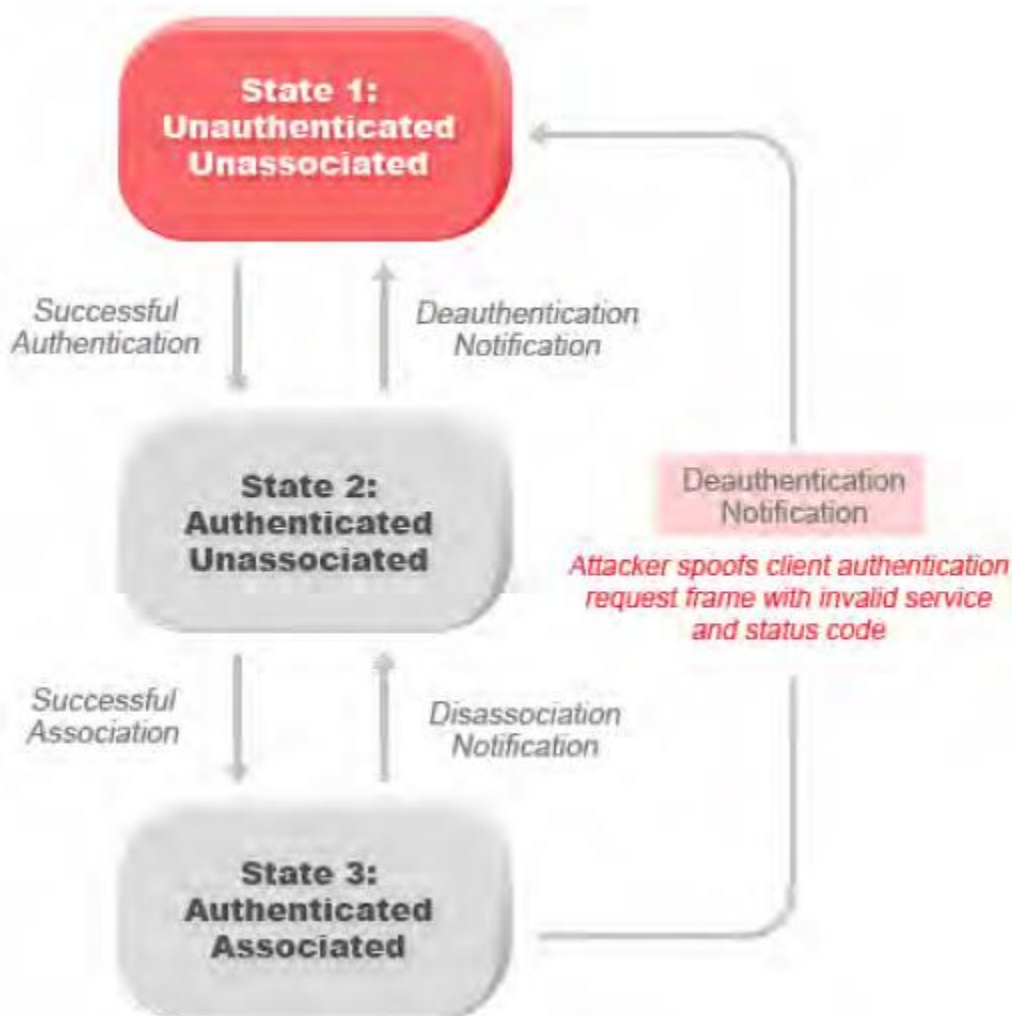 State 1:
Unauthenticated
Unassociated
Successful
Authentication
Deauthentication
Notification
State 2:
Authenticated
Unassociated
Deauthentication
Notification
Attacker spoofs client authentication
request frame with invalid service
and status code
Successful
Association
Disassociation
Notification
State 3:
Authenticated
Associated